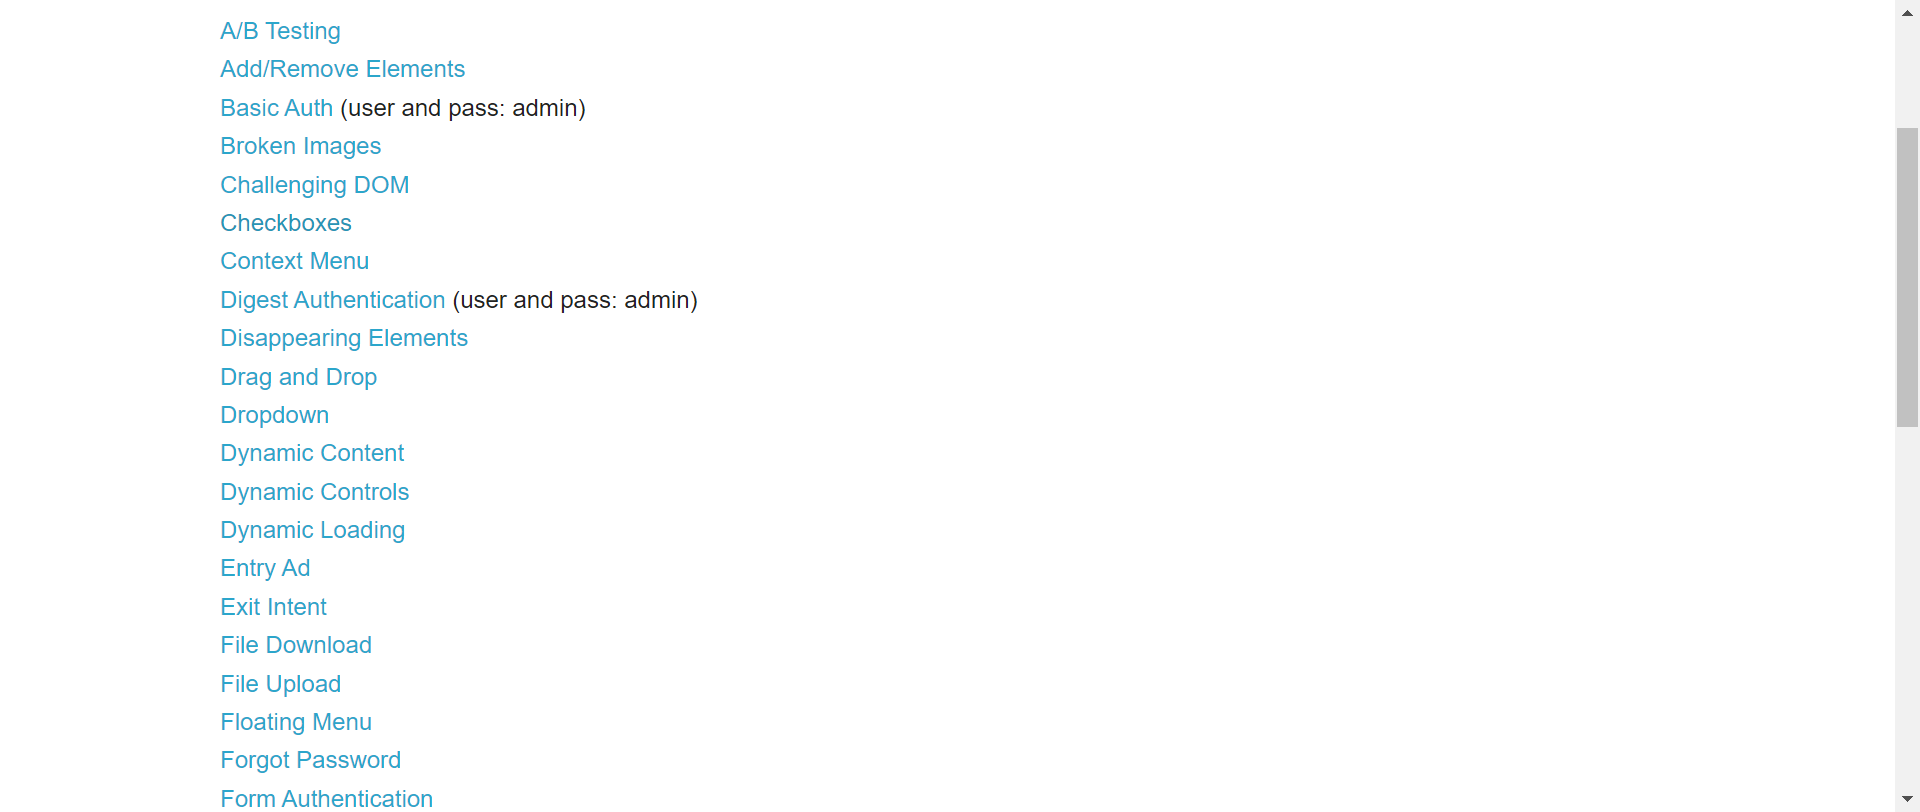 A/B Testing
Add/Remove Elements
Basic Auth (user and pass: admin)
Broken Images
Challenging DOM
Checkboxes
Context Menu
Digest Authentication (user and pass: admin)
Disappearing Elements
Drag and Drop
Dropdown
Dynamic Content
Dynamic Controls
Dynamic Loading
Entry Ad
Exit Intent
File Download
File Upload
Floating Menu
Forgot Password
Form Authentication